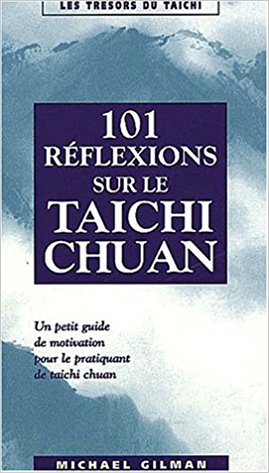 LES TRESORS DU TAICHI
101
RÉFLEXIONS
SUR LE
TAICHI
CHUAN
Un petit guide
de motivation
pour le pratiquant
de taichi chuan
MICHAEL GILMAN